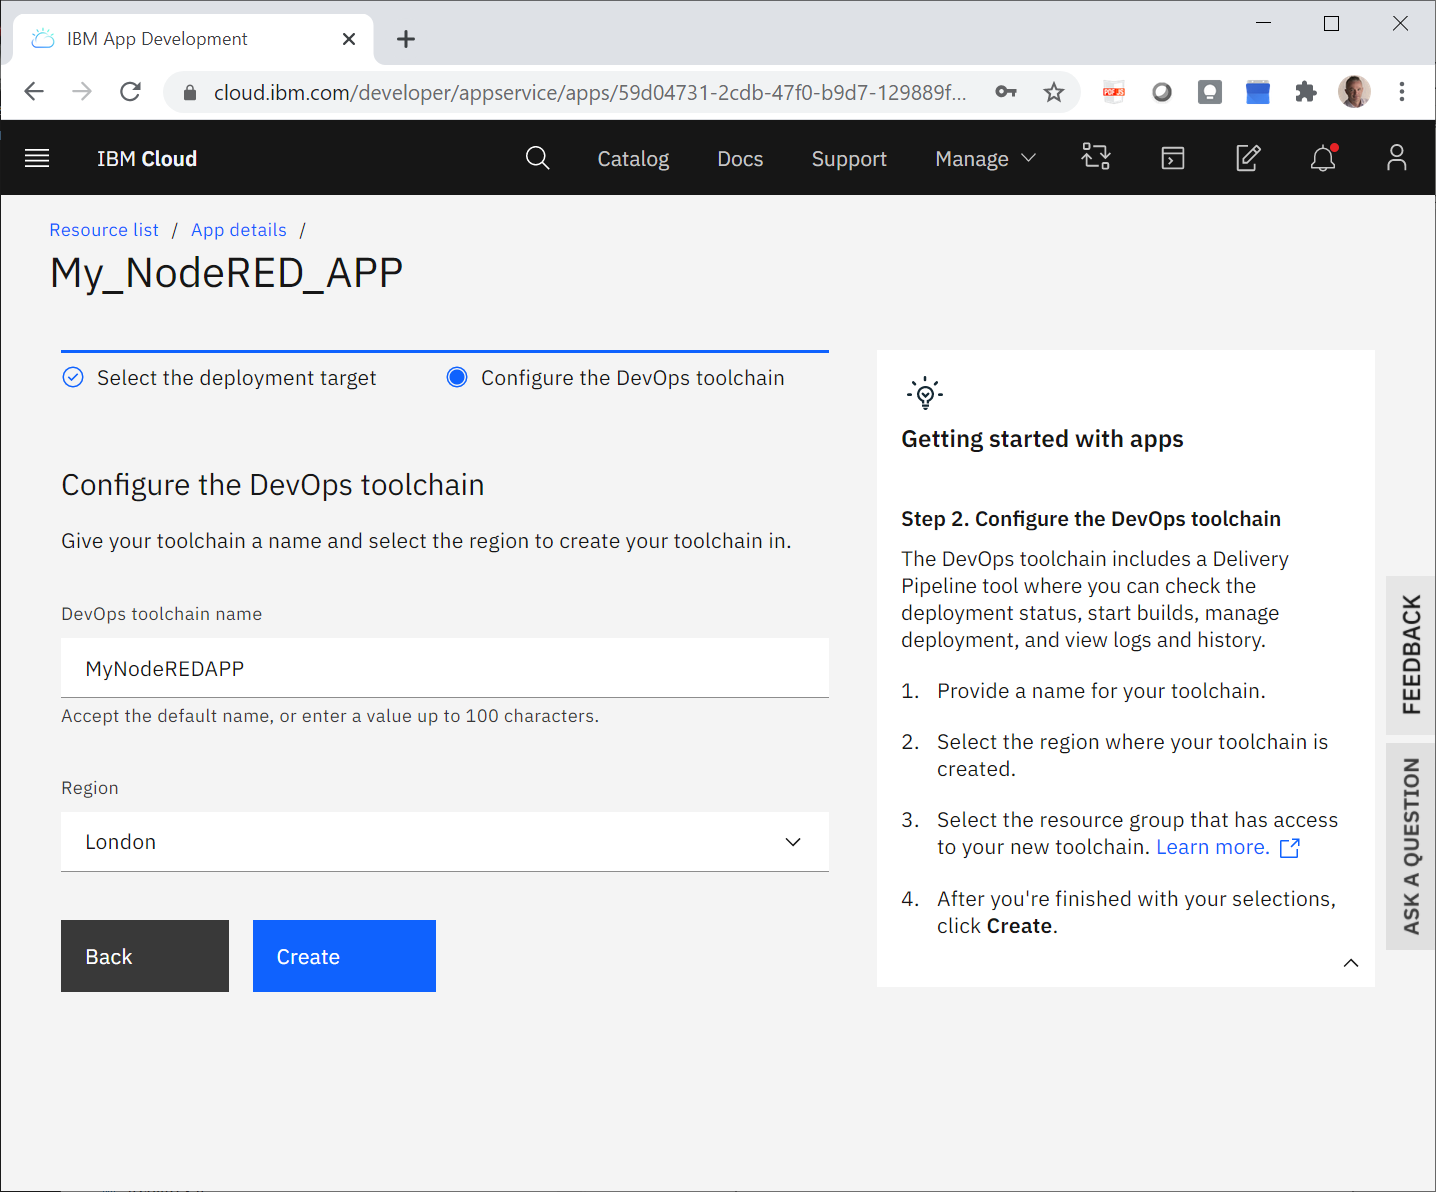 IBM App Development
cloud.ibm.com/developer/appservice/apps/59d04731-2cdb-47f0-b9d7-129889f...
PDF JS
IBM Cloud
Catalog
Docs
Support
Manage
Resource list / App details /
My_NodeRED_APP
Select the deployment target
Configure the DevOps toolchain
Configure the DevOps toolchain
Give your toolchain a name and select the region to create your toolchain in.
DevOps toolchain name
MyNodeREDAPP
Accept the default name, or enter a value up to 100 characters.
Region
London
Back
Create
Getting started with apps
Step 2. Configure the DevOps toolchain
The DevOps toolchain includes a Delivery
Pipeline tool where you can check the
deployment status, start builds, manage
deployment, and view logs and history.
1. Provide a name for your toolchain.
2. Select the region where your toolchain is
created.
3. Select the resource group that has access
to your new toolchain. Learn more.
4. After you're finished with your selections,
click Create.
FEEDBACK
ASK A QUESTION